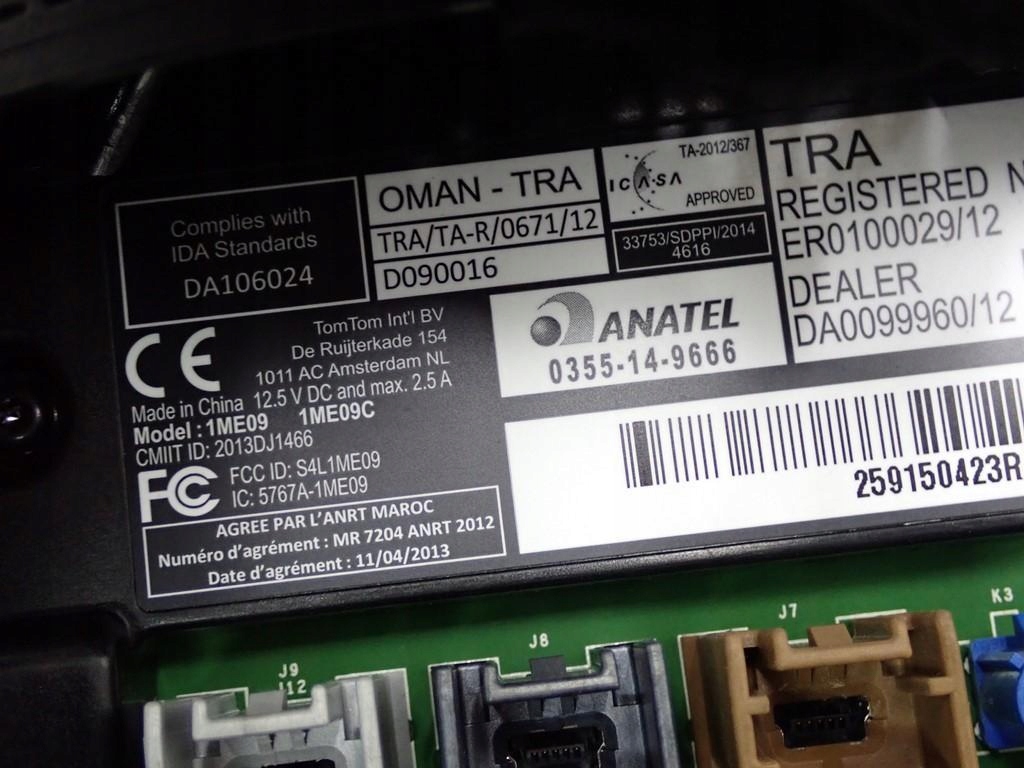 Complies with
IDA Standards
DA106024
OMAN - TRA
TRA/TA-R/0671/12
D090016
TA-2012/367
ICASA
APPROVED
33753/SDPPI/2014
4616
TRA
REGISTERED N
ER0100029/12
DEALER
DA0099960/12
ANATEL
0355-14-9666
CE
TomTom Int'l BV
De Ruijterkade 154
1011 AC Amsterdam NL
Made in China 12.5 V DC and max. 2.5 A
Model : 1ME09 1ME09C
CMIIT ID: 2013DJ1466
FC
FCC ID: S4L1ME09
IC: 5767A-1ME09
AGREE PAR L'ANRT MAROC
Numéro d'agrément : MR 7204 ANRT 2012
Date d'agrément : 11/04/2013
259150423R
J9
J12
J8
J7
K3